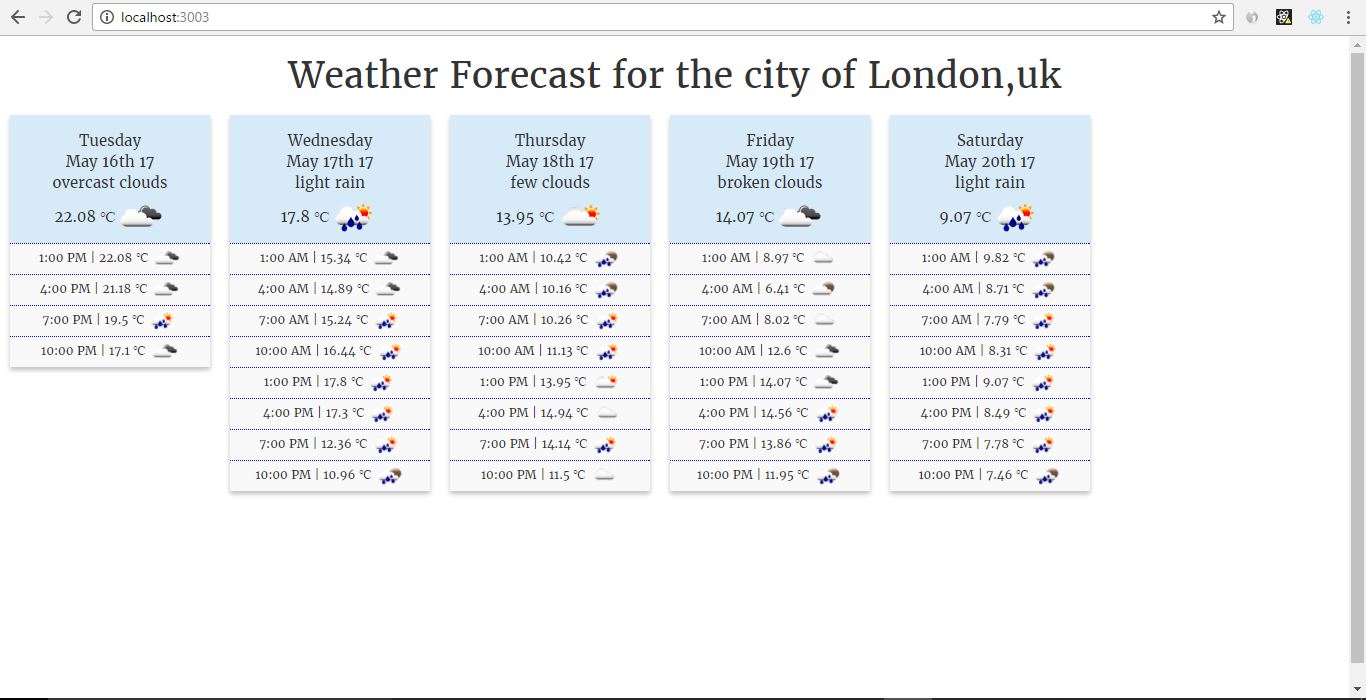 localhost:3003
Weather Forecast for the city of London,uk
Tuesday
May 16th 17
overcast clouds
22.08 °C
1:00 PM | 22.08 °C
4:00 PM | 21.18 °C
7:00 PM | 19.5 °C
10:00 PM | 17.1 °C
Wednesday
May 17th 17
light rain
17.8 °C
1:00 AM | 15.34 °C
4:00 AM | 14.89 °C
7:00 AM | 15.24 °C
10:00 AM | 16.44 °C
1:00 PM | 17.8 °C
4:00 PM | 17.3 °C
7:00 PM | 12.36 °C
10:00 PM | 10.96 °C
Thursday
May 18th 17
few clouds
13.95 °C
1:00 AM | 10.42 °C
4:00 AM | 10.16 °C
7:00 AM | 10.26 °C
10:00 AM | 11.13 °C
1:00 PM | 13.95 °C
4:00 PM | 14.94 °C
7:00 PM | 14.14 °C
10:00 PM | 11.5 °C
Friday
May 19th 17
broken clouds
14.07 °C
1:00 AM | 8.97 °C
4:00 AM | 6.41 °C
7:00 AM | 8.02 °C
10:00 AM | 12.6 °C
1:00 PM | 14.07 °C
4:00 PM | 14.56 °C
7:00 PM | 13.86 °C
10:00 PM | 11.95 °C
Saturday
May 20th 17
light rain
9.07 °C
1:00 AM | 9.82 °C
4:00 AM | 8.71 °C
7:00 AM | 7.79 °C
10:00 AM | 8.31 °C
1:00 PM | 9.07 °C
4:00 PM | 8.49 °C
7:00 PM | 7.78 °C
10:00 PM | 7.46 °C